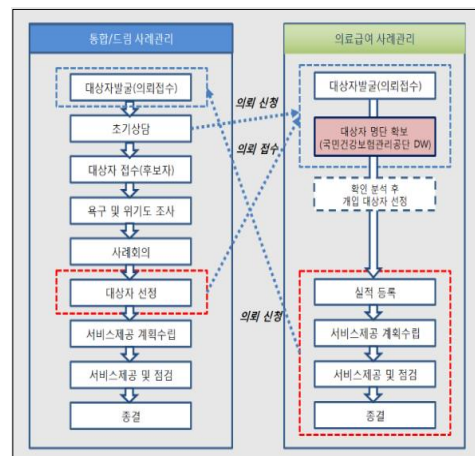 통합/드림 사례관리
대상자발굴(의뢰접수)
초기상담
대상자 접수(후보자)
욕구 및 위기도 조사
사례회의
대상자 선정
서비스제공 계획수립
서비스제공 및 점검
종결
의뢰 신청
의뢰 접수
의뢰 신청
의료급여 사례관리
대상자발굴(의뢰접수)
대상자 명단 확보
(국민건강보험관리공단 DW)
확인 분석 후
개입 대상자 선정
실적 등록
서비스제공 계획수립
서비스제공 및 점검
종결